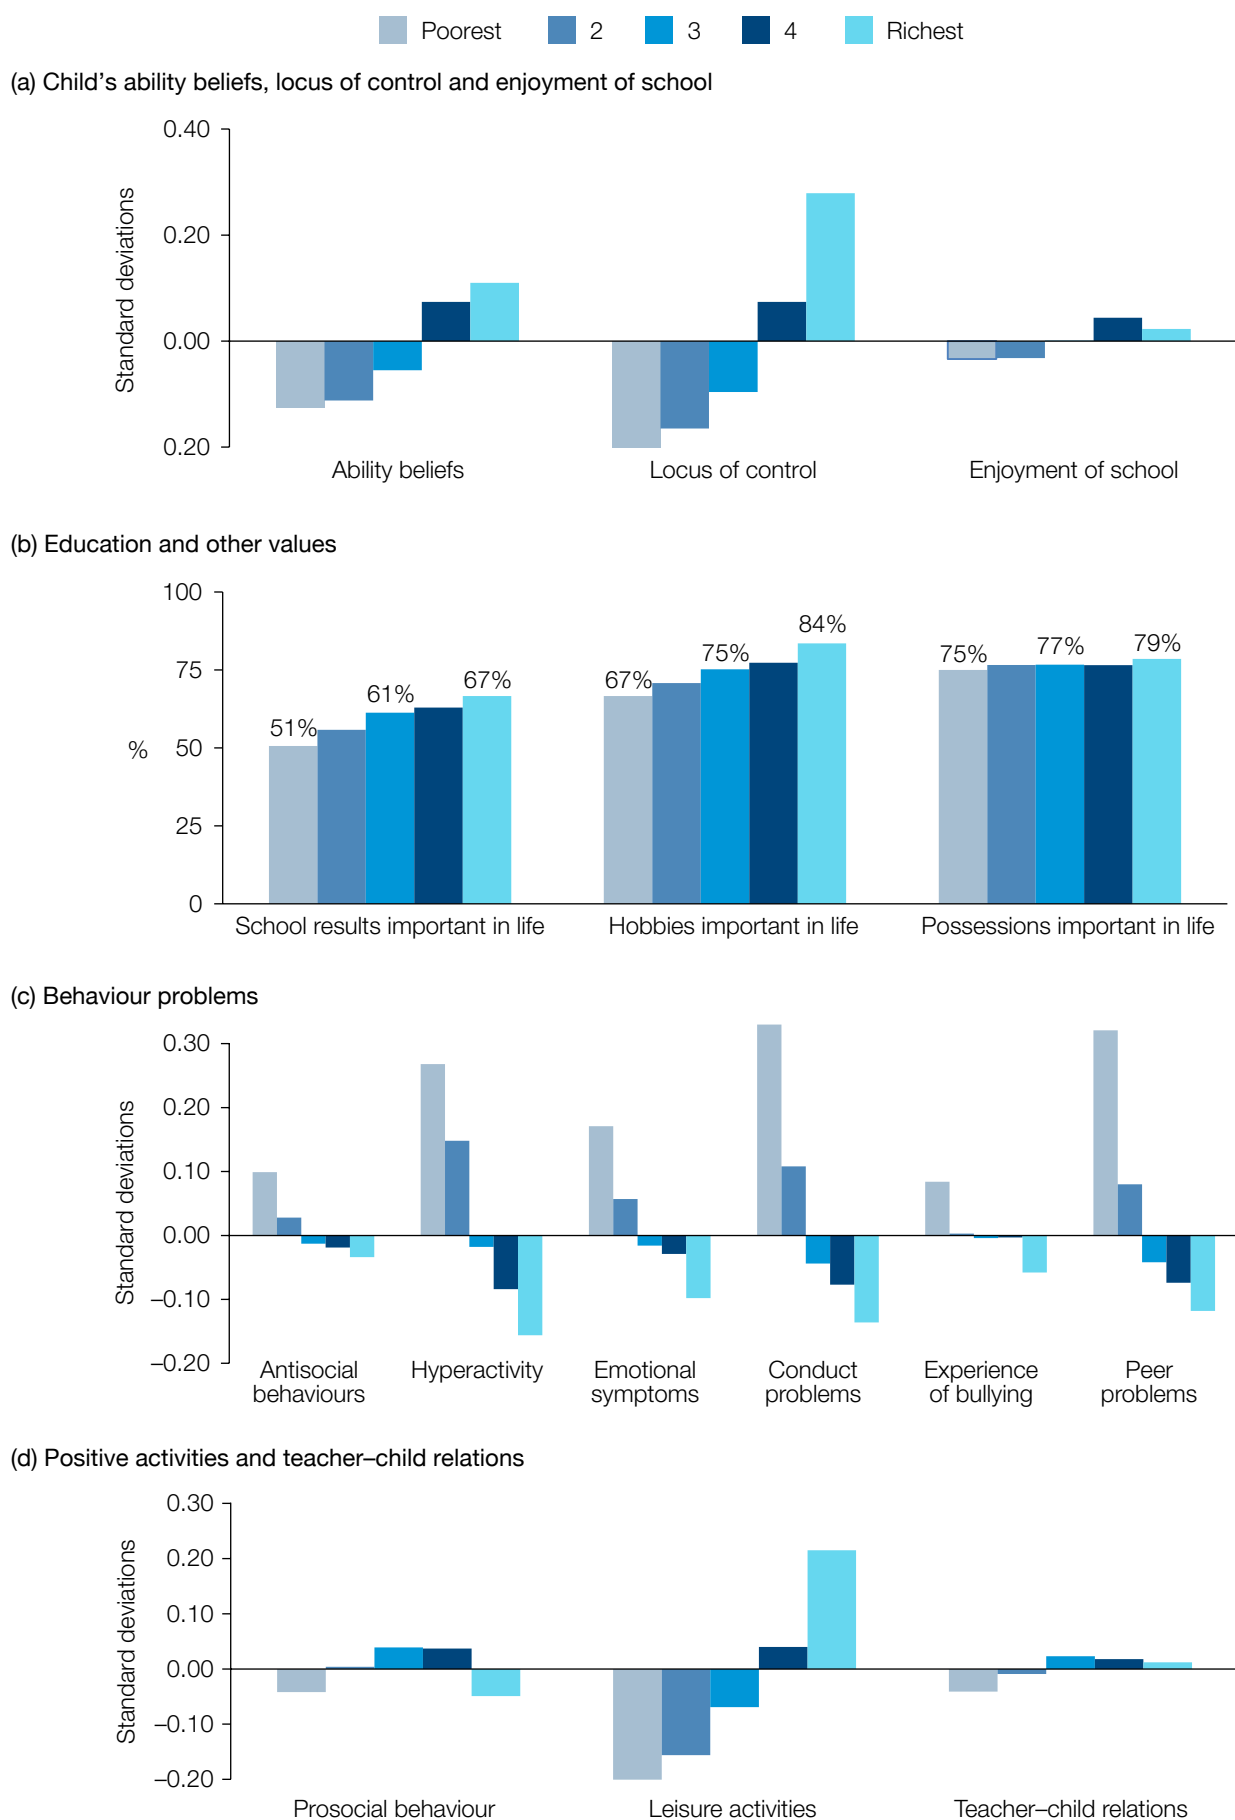 Poorest 2 3 4 Richest
(a) Child’s ability beliefs, locus of control and enjoyment of school
Standard deviations
0.40
0.20
0.00
0.20
Ability beliefs Locus of control Enjoyment of school
(b) Education and other values
%
100
75
50
25
0
51% 61% 67% 67% 75% 84% 75% 77% 79%
School results important in life Hobbies important in life Possessions important in life
(c) Behaviour problems
Standard deviations
0.30
0.20
0.10
0.00
–0.10
–0.20
Antisocial behaviours
Hyperactivity
Emotional symptoms
Conduct problems
Experience of bullying
Peer problems
(d) Positive activities and teacher–child relations
Standard deviations
0.30
0.20
0.10
0.00
–0.10
–0.20
Prosocial behaviour Leisure activities Teacher–child relations